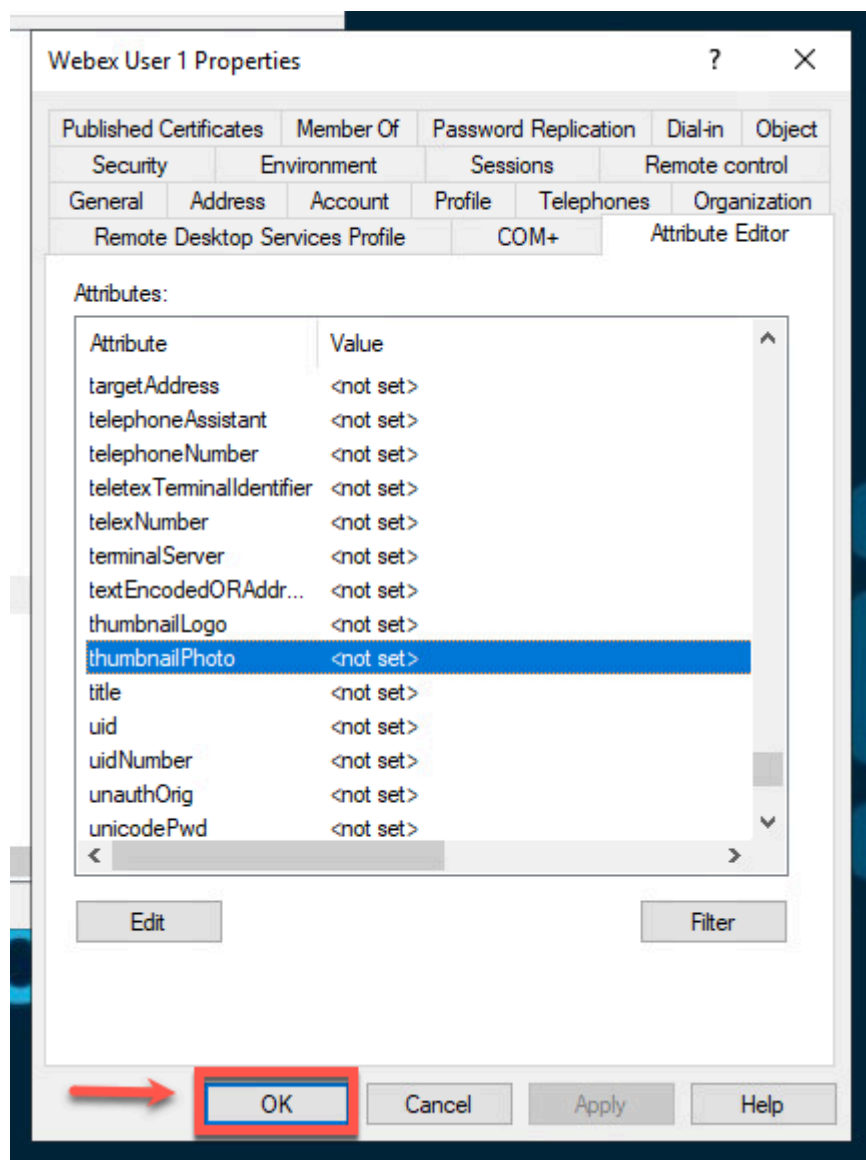 Webex User 1 Properties ? ×
Published Certificates Member Of Password Replication Dial-in Object
Security Environment Sessions Remote control
General Address Account Profile Telephones Organization
Remote Desktop Services Profile COM+ Attribute Editor
Attributes:
Attribute Value
targetAddress <not set>
telephoneAssistant <not set>
telephoneNumber <not set>
teletexTerminalIdentifier <not set>
telexNumber <not set>
terminalServer <not set>
textEncodedORAddr... <not set>
thumbnailLogo <not set>
thumbnailPhoto <not set>
title <not set>
uid <not set>
uidNumber <not set>
unauthOrig <not set>
unicodePwd <not set>
Edit Filter
OK Cancel Apply Help